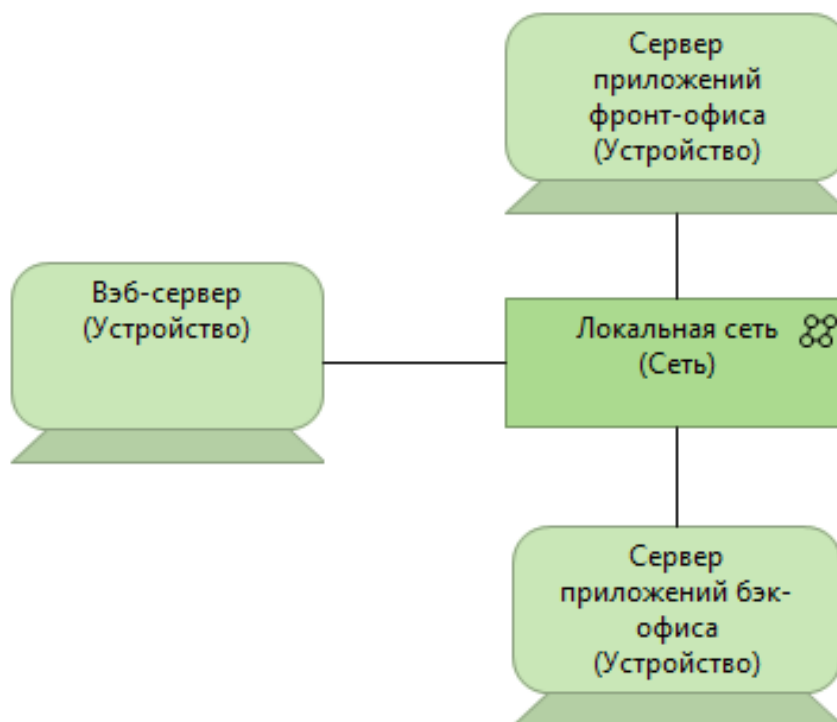 Сервер
приложений
фронт-офиса
(Устройство)
Вэб-сервер
(Устройство)
Локальная сеть
(Сеть)
Сервер
приложений бэк-
офиса
(Устройство)